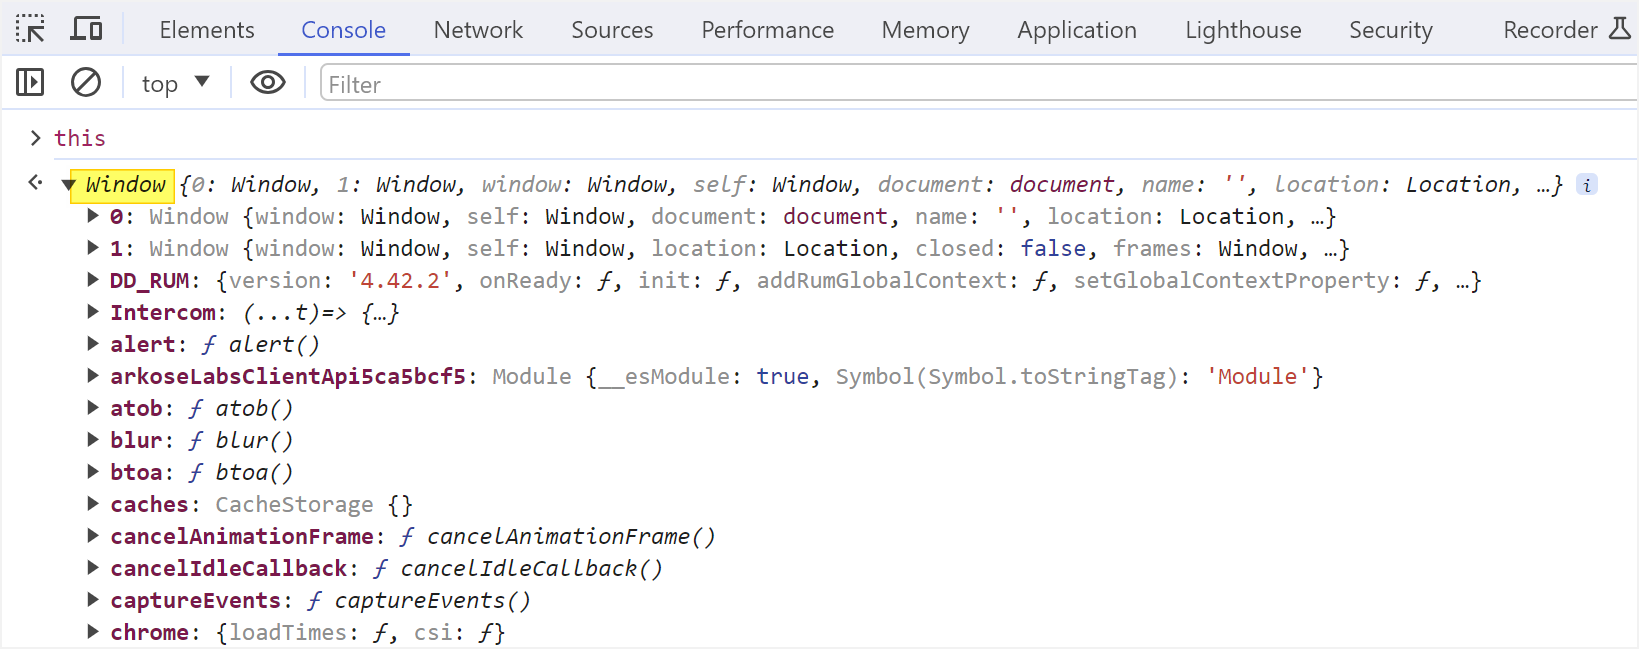 Elements Console Network Sources Performance Memory Application Lighthouse Security Recorder
top Filter
this
Window {0: Window, 1: Window, window: Window, self: Window, document: document, name: '', location: Location, …} i
0: Window {window: Window, self: Window, document: document, name: '', location: Location, …}
1: Window {window: Window, self: Window, location: Location, closed: false, frames: Window, …}
DD_RUM: {version: '4.42.2', onReady: ƒ, init: ƒ, addRumGlobalContext: ƒ, setGlobalContextProperty: ƒ, …}
Intercom: (...t)=> {…}
alert: ƒ alert()
arkoseLabsClientApi5ca5bcf5: Module {__esModule: true, Symbol(Symbol.toStringTag): 'Module'}
atob: ƒ atob()
blur: ƒ blur()
btoa: ƒ btoa()
caches: CacheStorage {}
cancelAnimationFrame: ƒ cancelAnimationFrame()
cancelIdleCallback: ƒ cancelIdleCallback()
captureEvents: ƒ captureEvents()
chrome: {loadTimes: ƒ, csi: ƒ}